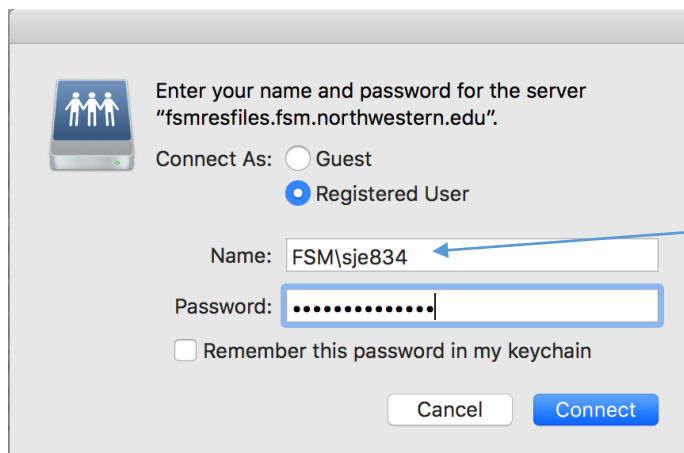 Enter your name and password for the server
“fsmresfiles.fsm.northwestern.edu”.
Connect As: Guest
Registered User
Name: FSM\sje834
Password: ••••••••••••••
Remember this password in my keychain
Cancel Connect